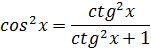 cos²x = ctg²x / (ctg²x + 1)